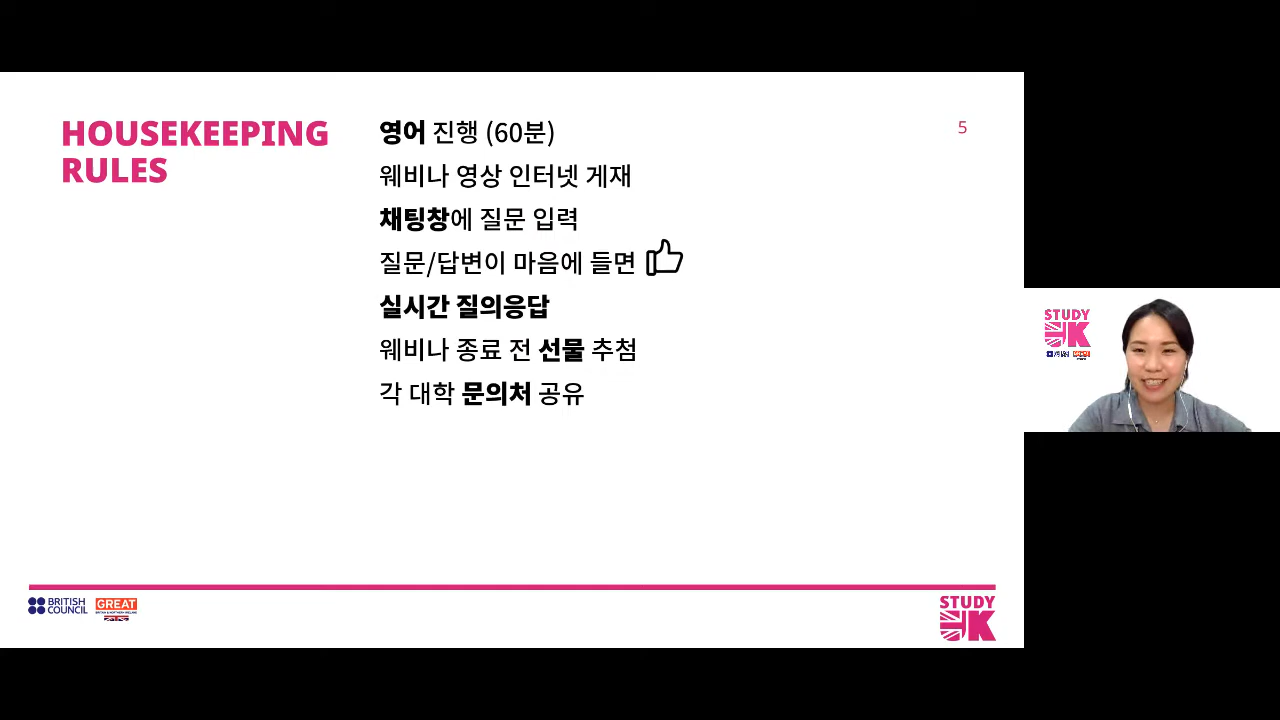 HOUSEKEEPING
RULES
영어 진행 (60분)
웨비나 영상 인터넷 게재
채팅창에 질문 입력
질문/답변이 마음에 들면
실시간 질의응답
웨비나 종료 전 선물 추첨
각 대학 문의처 공유
5
BRITISH
COUNCIL
GREAT
BRITAIN & NORTHERN IRELAND
STUDY
UK
STUDY
UK